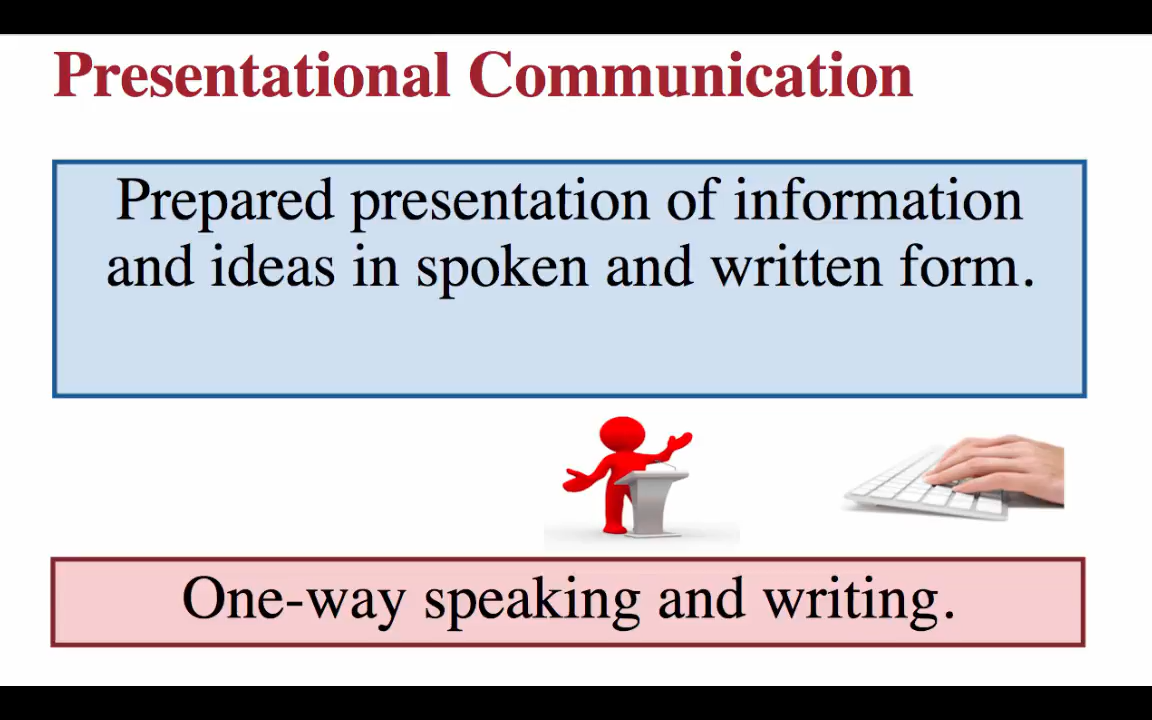 Presentational Communication
Prepared presentation of information
and ideas in spoken and written form.
One-way speaking and writing.